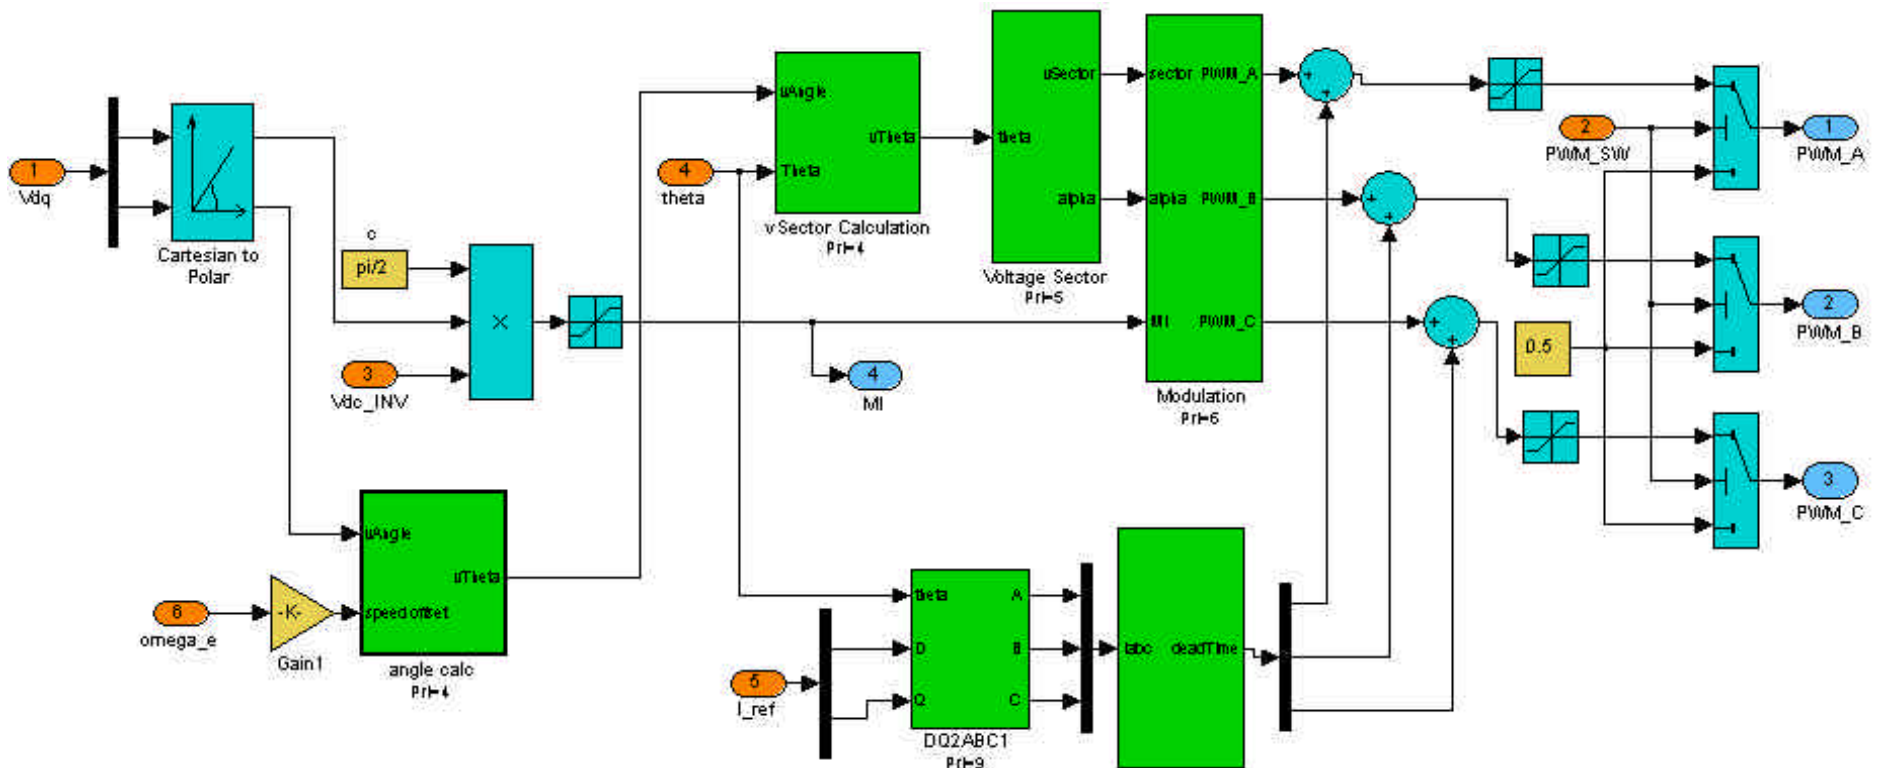 1
Vdq
Cartesian to
Polar
c
pi/2
3
Vdc_INV
×
4
MI
6
omega_e
-K-
Gain1
uAngle
speed offset
uTheta
angle calc
Pri=4
4
theta
uAngle
Theta
uTheta
v Sector Calculation
Pri=4
theta
uSector
alpha
Voltage Sector
Pri=5
sector PWM_A
alpha PWM_B
MI PWM_C
Modulation
Pri=6
5
I_ref
theta A
D B
Q C
DQ2ABC1
Pri=9
Iabc deadTime
+
+
+
+
+
+
2
PWM_SW
0.5
1
PWM_A
2
PWM_B
3
PWM_C